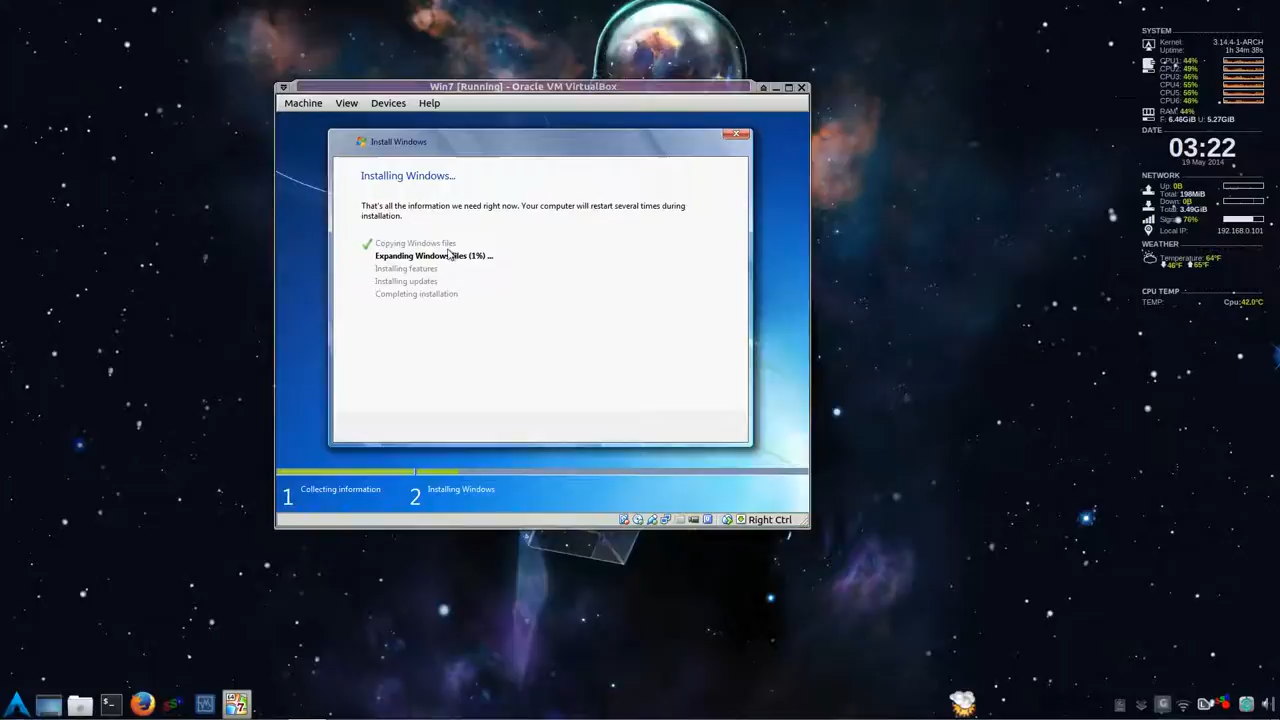 Win7 [Running] - Oracle VM VirtualBox
Machine View Devices Help
Install Windows
Installing Windows...
That's all the information we need right now. Your computer will restart several times during
installation.
Copying Windows files
Expanding Windows files (1%) ...
Installing features
Installing updates
Completing installation
1 Collecting information 2 Installing Windows
Right Ctrl
SYSTEM
Kernel: 3.14.4-1-ARCH
Uptime: 1h 34m 38s
CPU1: 44%
CPU2: 49%
CPU3: 46%
CPU4: 55%
CPU5: 56%
CPU6: 48%
RAM: 44%
F: 6.46GiB U: 5.27GiB
DATE
03:22
19 May 2014
NETWORK
Up: 0B
Total: 198MiB
Down: 0B
Total: 3.49GiB
Signal: 76%
Local IP: 192.168.0.101
WEATHER
Temperature: 64°F
46°F 65°F
CPU TEMP
TEMP: Cpu:42.0°C